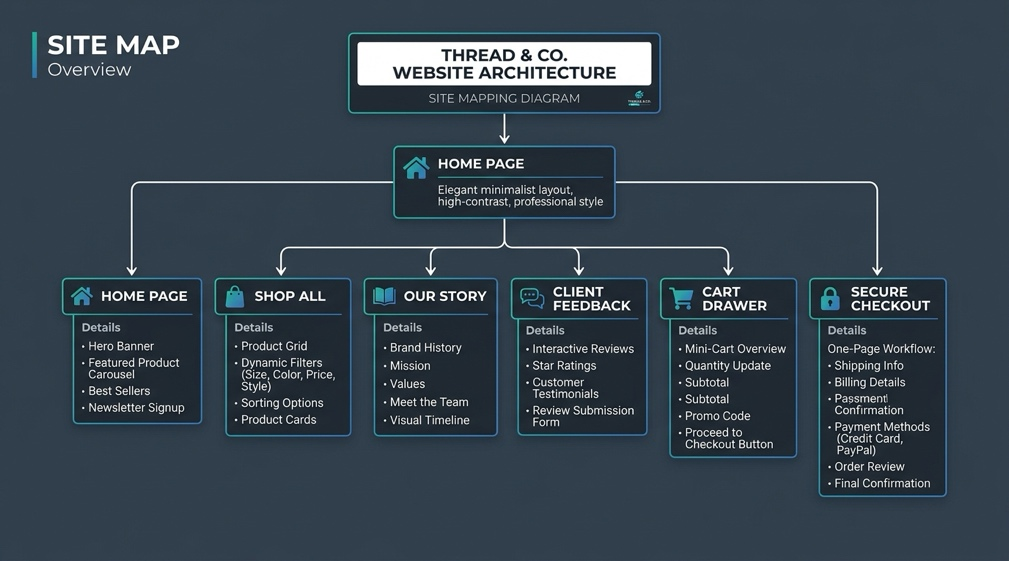 SITE MAP
Overview
THREAD & CO.
WEBSITE ARCHITECTURE
SITE MAPPING DIAGRAM
THREAD & CO.
HOME PAGE
Elegant minimalist layout,
high-contrast, professional style
HOME PAGE
Details
• Hero Banner
• Featured Product
Carousel
• Best Sellers
• Newsletter Signup
SHOP ALL
Details
• Product Grid
• Dynamic Filters
(Size, Color, Price,
Style)
• Sorting Options
• Product Cards
OUR STORY
Details
• Brand History
• Mission
• Values
• Meet the Team
• Visual Timeline
CLIENT
FEEDBACK
Details
• Interactive Reviews
• Star Ratings
• Customer
Testimonials
• Review Submission
Form
CART
DRAWER
Details
• Mini-Cart Overview
• Quantity Update
• Subtotal
• Subtotal
• Promo Code
• Proceed to
Checkout Button
SECURE
CHECKOUT
Details
One-Page Workflow:
• Shipping Info
• Billing Details
•
Confirmation
• Payment Methods
(Credit Card,
PayPal)
• Order Review
• Final Confirmation